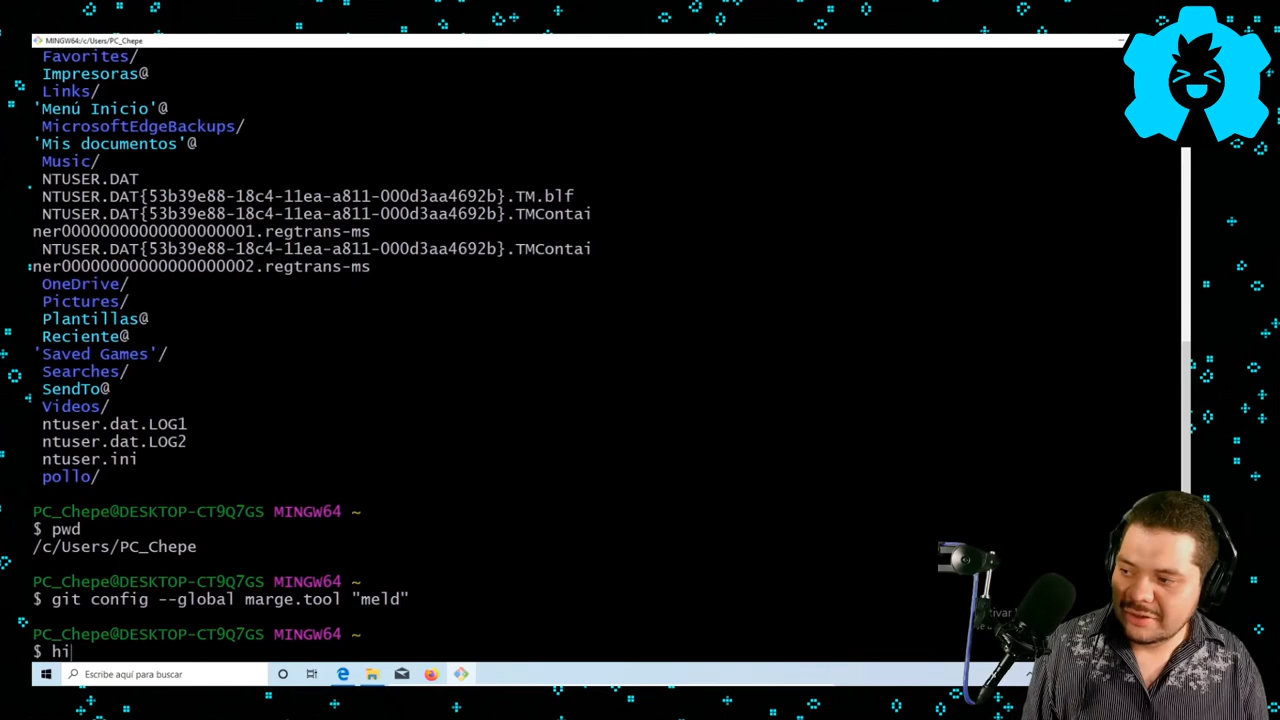 MINGW64:/c/Users/PC_Chepe
Favorites/
Impresoras@
Links/
'Menú Inicio'@
MicrosoftEdgeBackups/
'Mis documentos'@
Music/
NTUSER.DAT
NTUSER.DAT{53b39e88-18c4-11ea-a811-000d3aa4692b}.TM.blf
NTUSER.DAT{53b39e88-18c4-11ea-a811-000d3aa4692b}.TMContai
ner00000000000000000001.regtrans-ms
NTUSER.DAT{53b39e88-18c4-11ea-a811-000d3aa4692b}.TMContai
ner00000000000000000002.regtrans-ms
OneDrive/
Pictures/
Plantillas@
Reciente@
'Saved Games'/
Searches/
SendTo@
Videos/
ntuser.dat.LOG1
ntuser.dat.LOG2
ntuser.ini
pollo/
PC_Chepe@DESKTOP-CT9Q7GS MINGW64 ~
$ pwd
/c/Users/PC_Chepe
PC_Chepe@DESKTOP-CT9Q7GS MINGW64 ~
$ git config --global marge.tool "meld"
PC_Chepe@DESKTOP-CT9Q7GS MINGW64 ~
$ hi
Escribe aquí para buscar